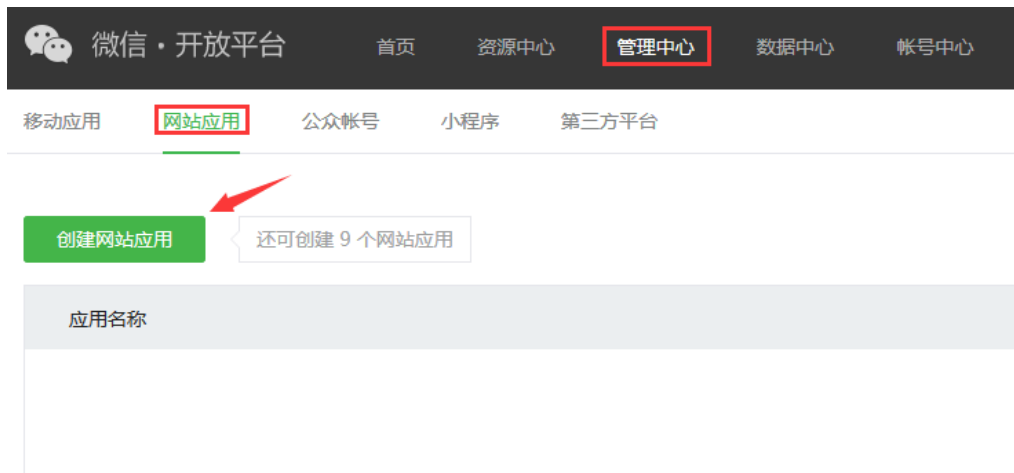 微信·开放平台 首页 资源中心 管理中心 数据中心 帐号中心
移动应用 网站应用 公众帐号 小程序 第三方平台
创建网站应用 还可创建 9 个网站应用
应用名称